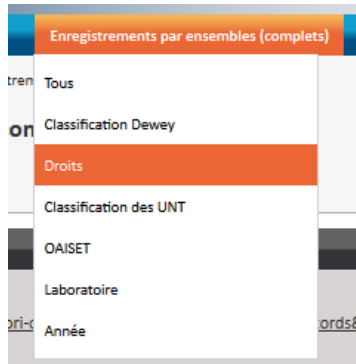 Enregistrements par ensembles (complets)
Tous
Classification Dewey
Droits
Classification des UNT
OAISET
Laboratoire
Année